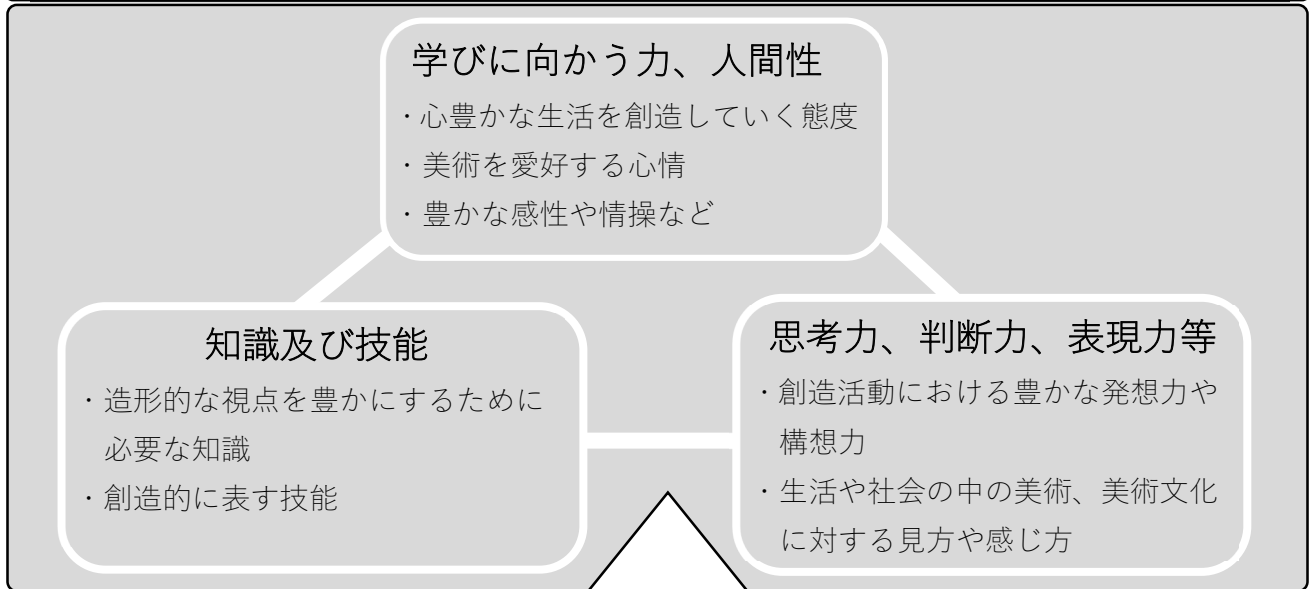 学びに向かう力、人間性
・心豊かな生活を創造していく態度
・美術を愛好する心情
・豊かな感性や情操など
知識及び技能
・造形的な視点を豊かにするために
必要な知識
・創造的に表す技能
思考力、判断力、表現力等
・創造活動における豊かな発想力や
構想力
・生活や社会の中の美術、美術文化
に対する見方や感じ方